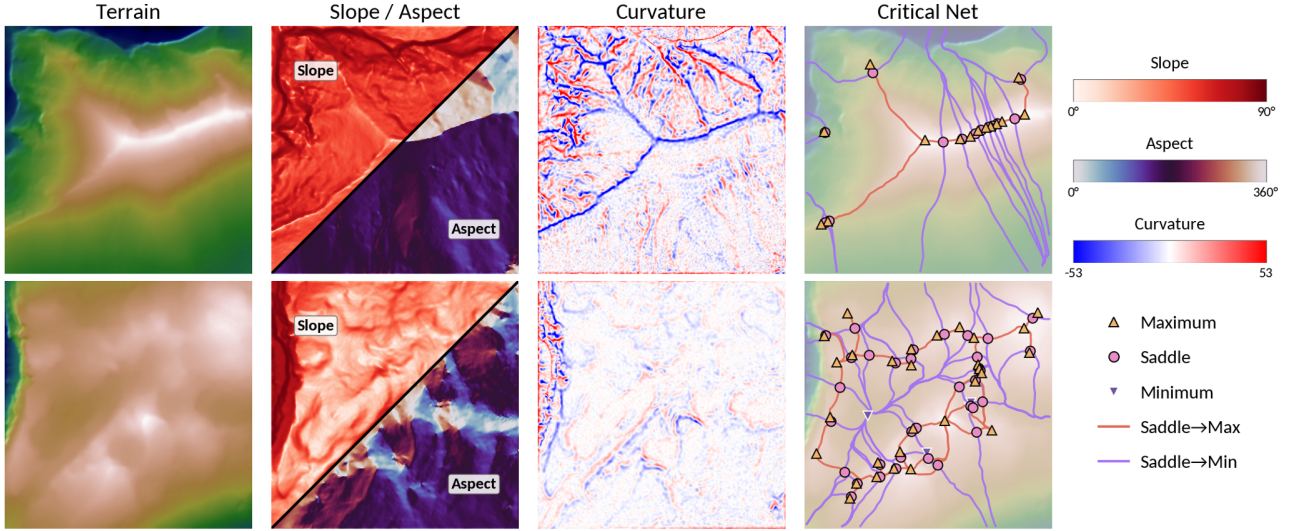 Terrain
Slope / Aspect
Curvature
Critical Net
Slope
Aspect
Slope
0° 90°
Aspect
0° 360°
Curvature
-53 53
Slope
Aspect
Maximum
Saddle
Minimum
Saddle→Max
Saddle→Min